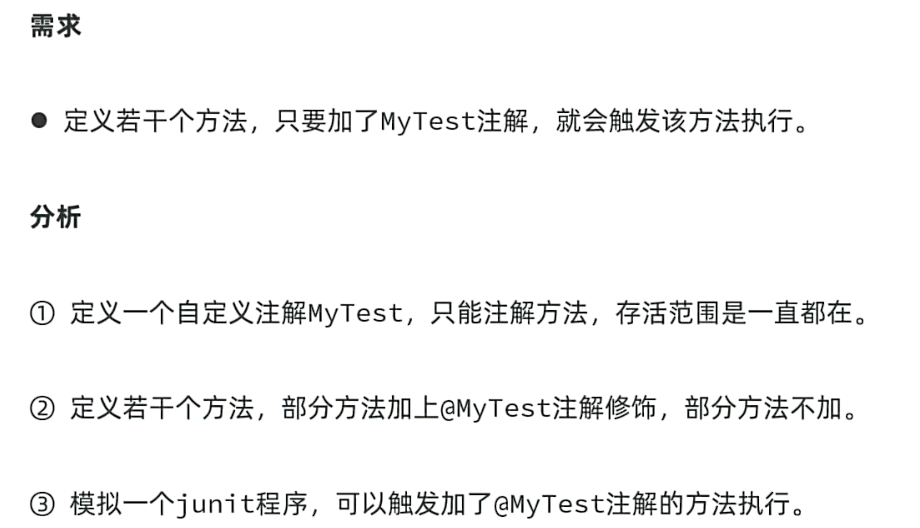 需求
● 定义若干个方法，只要加了MyTest注解，就会触发该方法执行。
分析
① 定义一个自定义注解MyTest，只能注解方法，存活范围是一直都在。
② 定义若干个方法，部分方法加上@MyTest注解修饰，部分方法不加。
③ 模拟一个junit程序，可以触发加了@MyTest注解的方法执行。